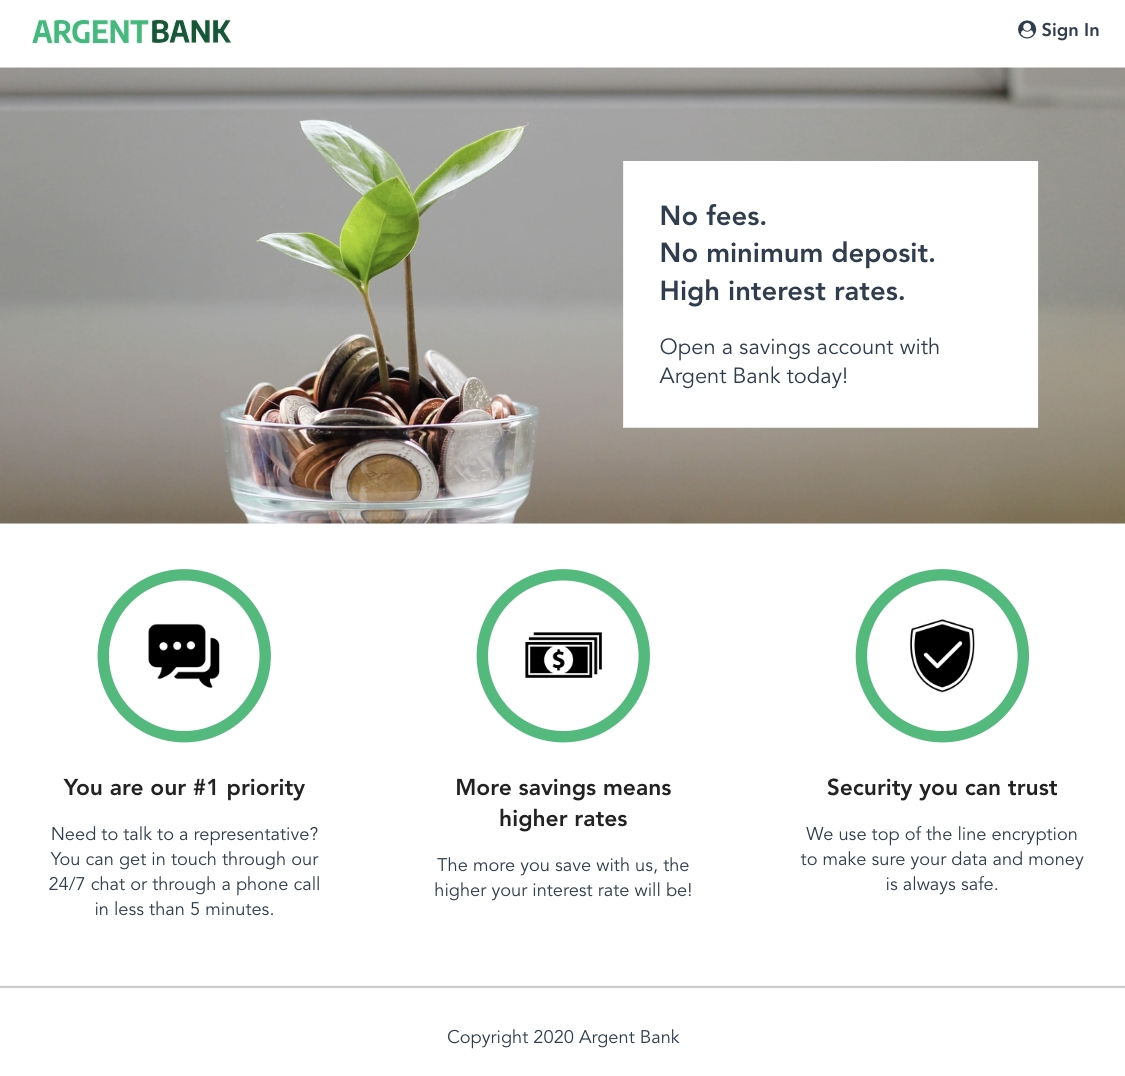 ARGENTBANK
Sign In
No fees.
No minimum deposit.
High interest rates.
Open a savings account with
Argent Bank today!
$
You are our #1 priority
Need to talk to a representative?
You can get in touch through our
24/7 chat or through a phone call
in less than 5 minutes.
More savings means
higher rates
The more you save with us, the
higher your interest rate will be!
Security you can trust
We use top of the line encryption
to make sure your data and money
is always safe.
Copyright 2020 Argent Bank